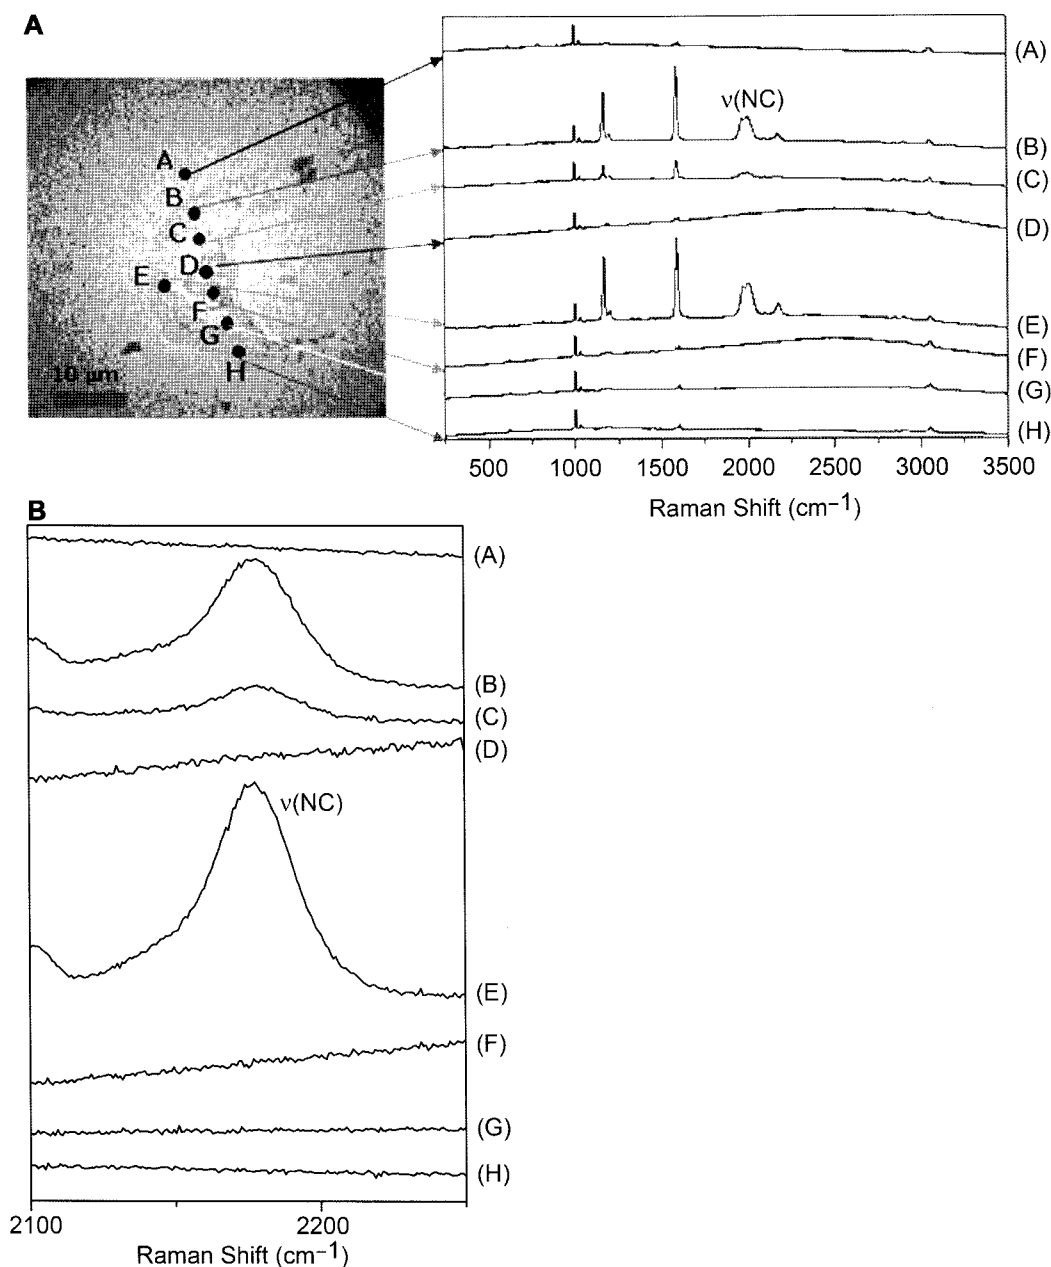 A
A
B
C
D
E
F
G
H
10 µm
ν(NC)
(A)
(B)
(C)
(D)
(E)
(F)
(G)
(H)
500 1000 1500 2000 2500 3000 3500
Raman Shift (cm−1)
B
(A)
(B)
(C)
(D)
ν(NC)
(E)
(F)
(G)
(H)
2100 2200
Raman Shift (cm−1)